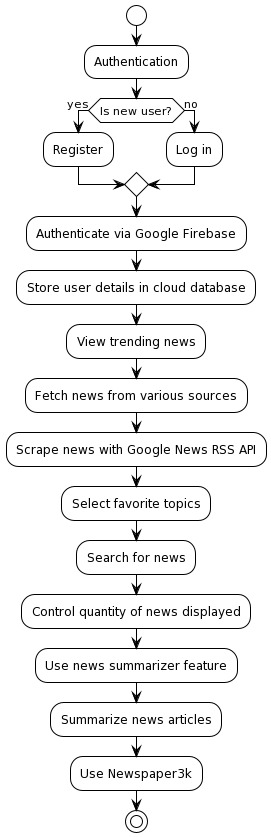 Authentication
yes
Is new user?
no
Register
Log in
Authenticate via Google Firebase
Store user details in cloud database
View trending news
Fetch news from various sources
Scrape news with Google News RSS API
Select favorite topics
Search for news
Control quantity of news displayed
Use news summarizer feature
Summarize news articles
Use Newspaper3k